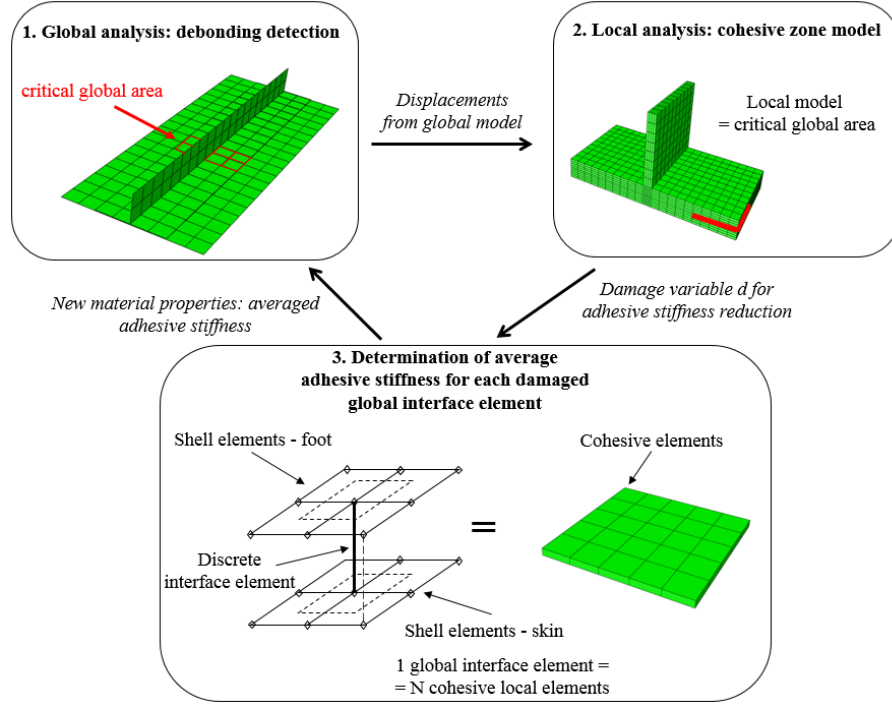 1. Global analysis: debonding detection
critical global area
Displacements
from global model
2. Local analysis: cohesive zone model
Local model
= critical global area
New material properties: averaged
adhesive stiffness
Damage variable d for
adhesive stiffness reduction
3. Determination of average
adhesive stiffness for each damaged
global interface element
Shell elements - foot
Cohesive elements
=
Discrete
interface element
Shell elements - skin
1 global interface element =
= N cohesive local elements